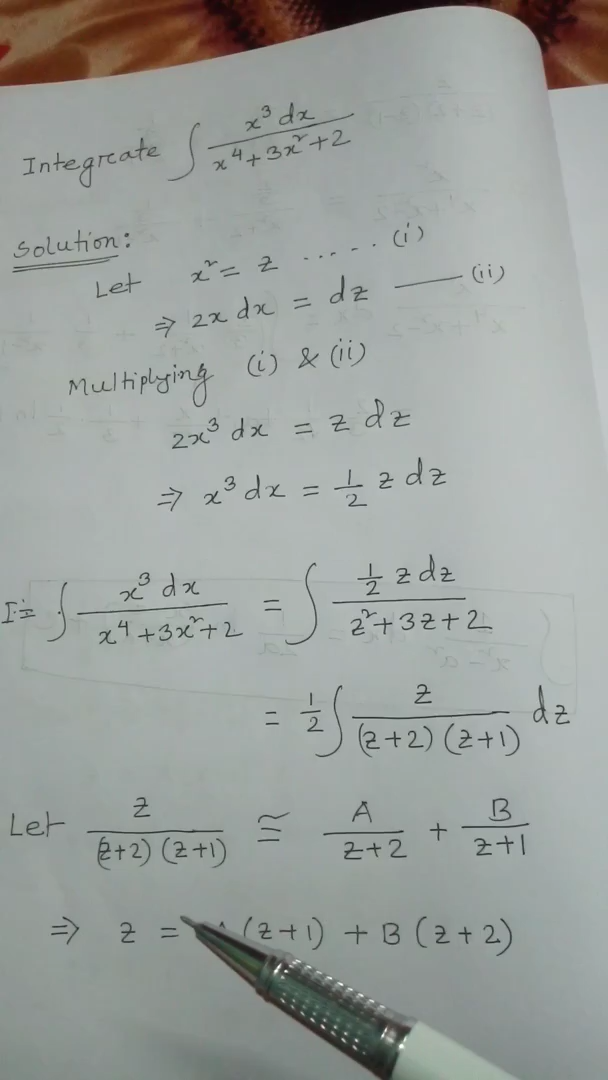 Integrate ∫ x³ dx / (x⁴ + 3x² + 2)
Solution:
Let x² = z ..... (i)
⇒ 2x dx = dz —— (ii)
Multiplying (i) & (ii)
2x³ dx = z dz
⇒ x³ dx = 1/2 z dz
I = ∫ x³ dx / (x⁴ + 3x² + 2) = ∫ 1/2 z dz / (z² + 3z + 2)
= 1/2 ∫ z / ((z+2) (z+1)) dz
Let z / ((z+2) (z+1)) ≅ A / (z+2) + B / (z+1)
⇒ z = (z+1) + B (z+2)